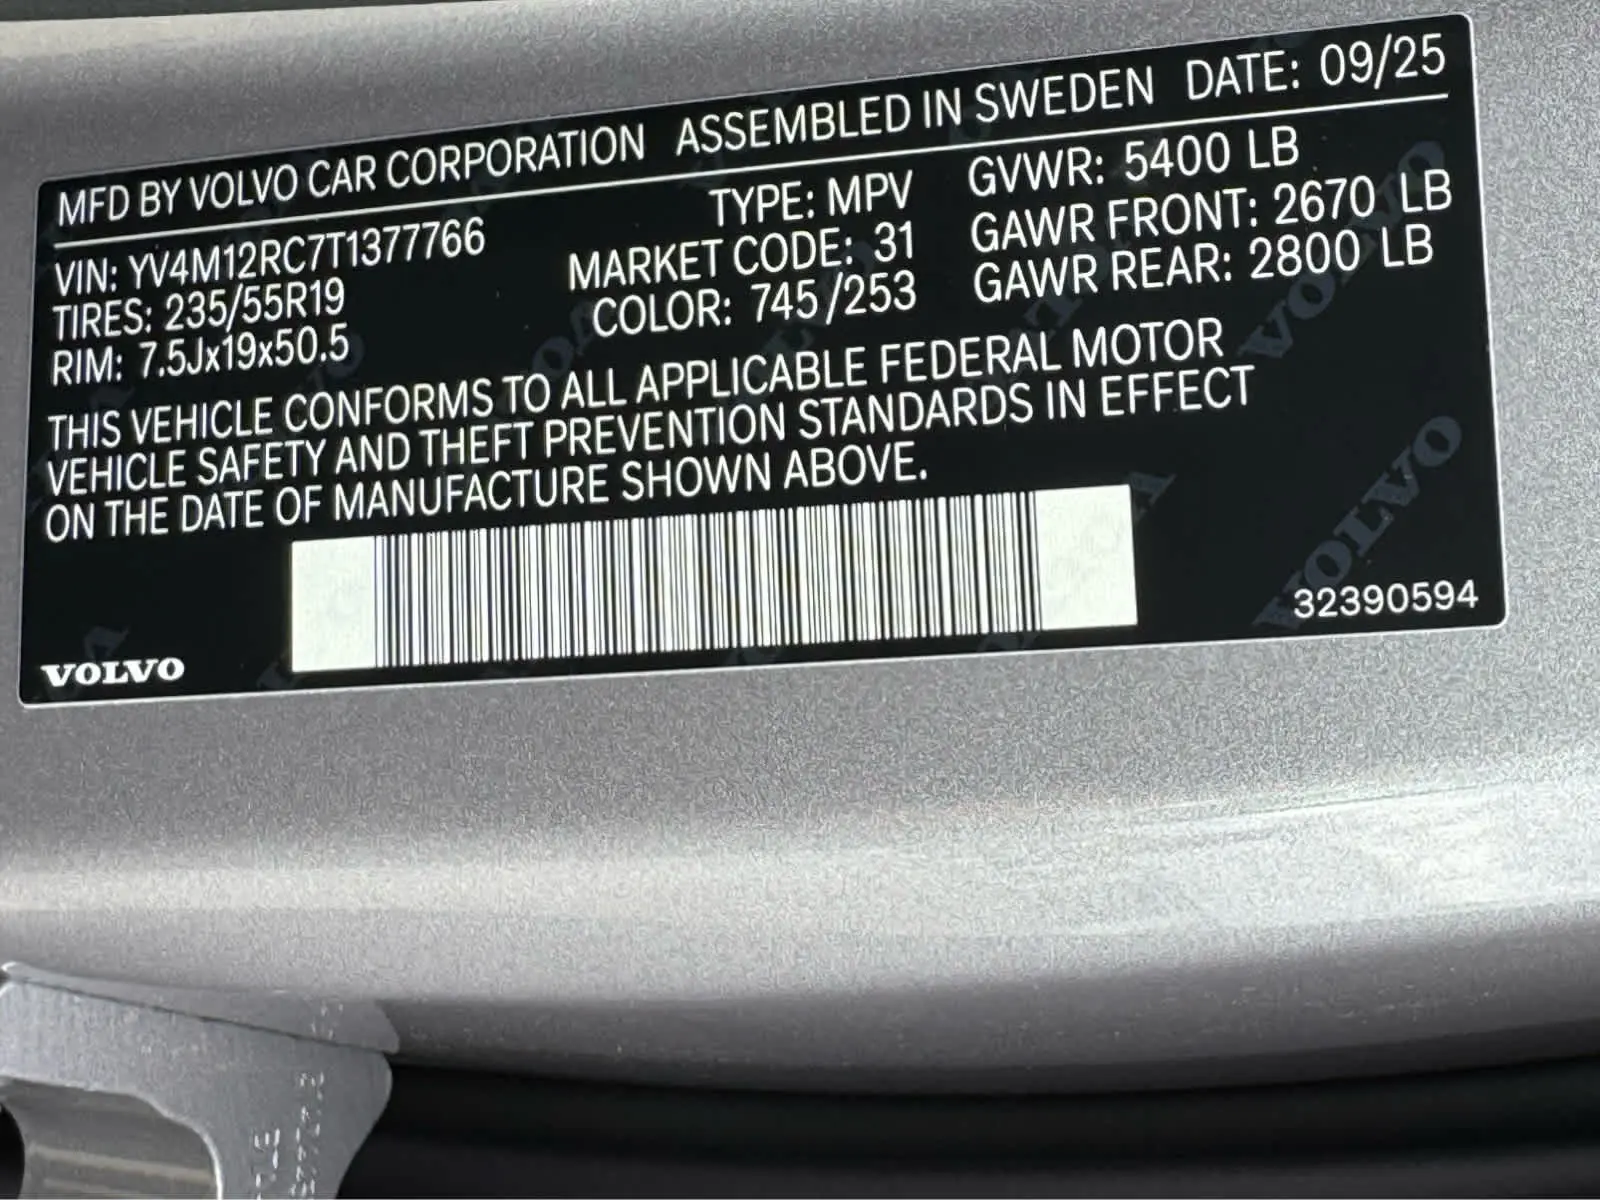 MFD BY VOLVO CAR CORPORATION ASSEMBLED IN SWEDEN DATE: 09/25
VIN: YV4M12RC7T1377766
TIRES: 235/55R19
RIM: 7.5Jx19x50.5
TYPE: MPV
MARKET CODE: 31
COLOR: 745/253
GVWR: 5400 LB
GAWR FRONT: 2670 LB
GAWR REAR: 2800 LB
THIS VEHICLE CONFORMS TO ALL APPLICABLE FEDERAL MOTOR
VEHICLE SAFETY AND THEFT PREVENTION STANDARDS IN EFFECT
ON THE DATE OF MANUFACTURE SHOWN ABOVE.
VOLVO
32390594
VOLVO
VOLVO